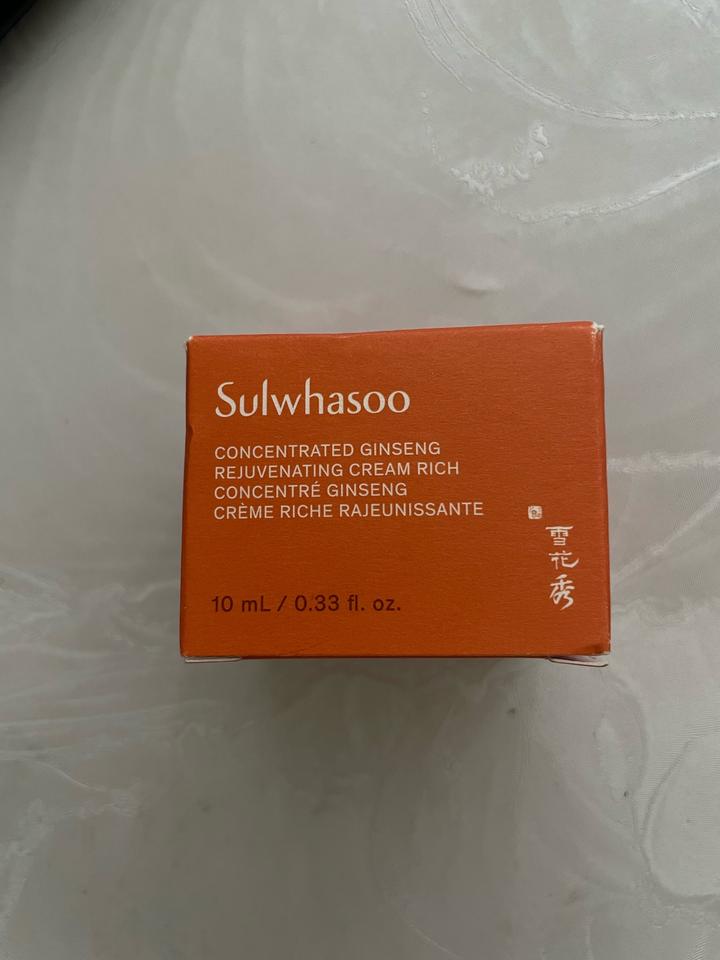 Sulwhasoo
CONCENTRATED GINSENG
REJUVENATING CREAM RICH
CONCENTRÉ GINSENG
CRÈME RICHE RAJEUNISSANTE
雪花秀
10 mL / 0.33 fl. oz.